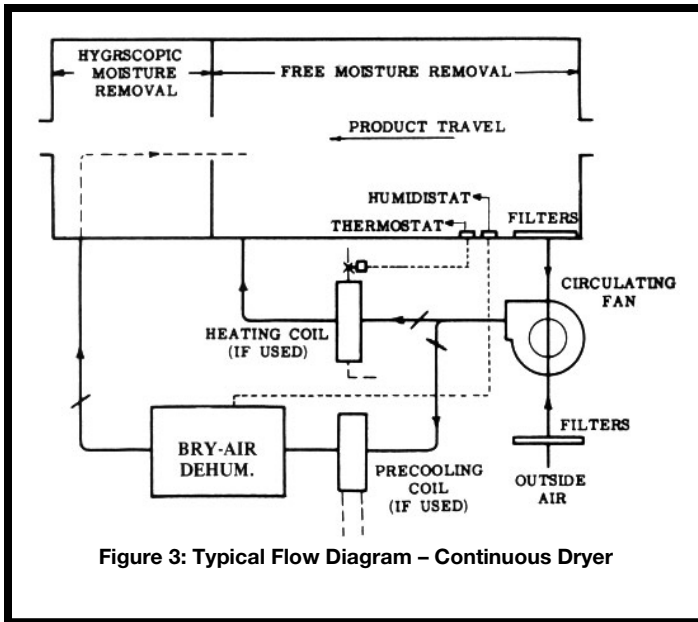 HYGRSCOPIC
MOISTURE
REMOVAL
FREE MOISTURE REMOVAL
PRODUCT TRAVEL
HUMIDISTAT
THERMOSTAT
FILTERS
CIRCULATING
FAN
HEATING COIL
(IF USED)
BRY-AIR
DEHUM.
PRECOOLING
COIL
(IF USED)
FILTERS
OUTSIDE
AIR
Figure 3: Typical Flow Diagram – Continuous Dryer